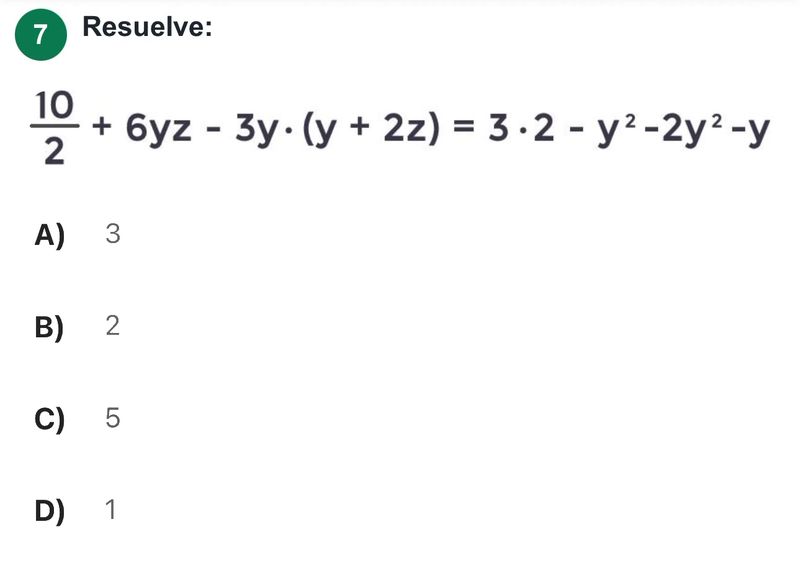 7 Resuelve:
10/2 + 6yz - 3y·(y + 2z) = 3·2 - y²-2y²-y
A) 3
B) 2
C) 5
D) 1